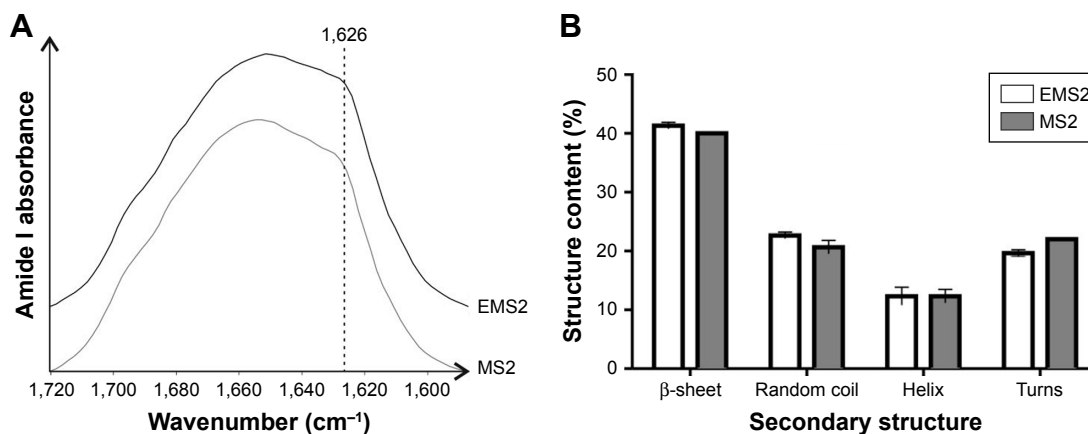 A
Amide I absorbance
1,626
EMS2
MS2
1,720 1,700 1,680 1,660 1,640 1,620 1,600
Wavenumber (cm⁻¹)
B
Structure content (%)
50
40
30
20
10
0
EMS2
MS2
β-sheet Random coil Helix Turns
Secondary structure